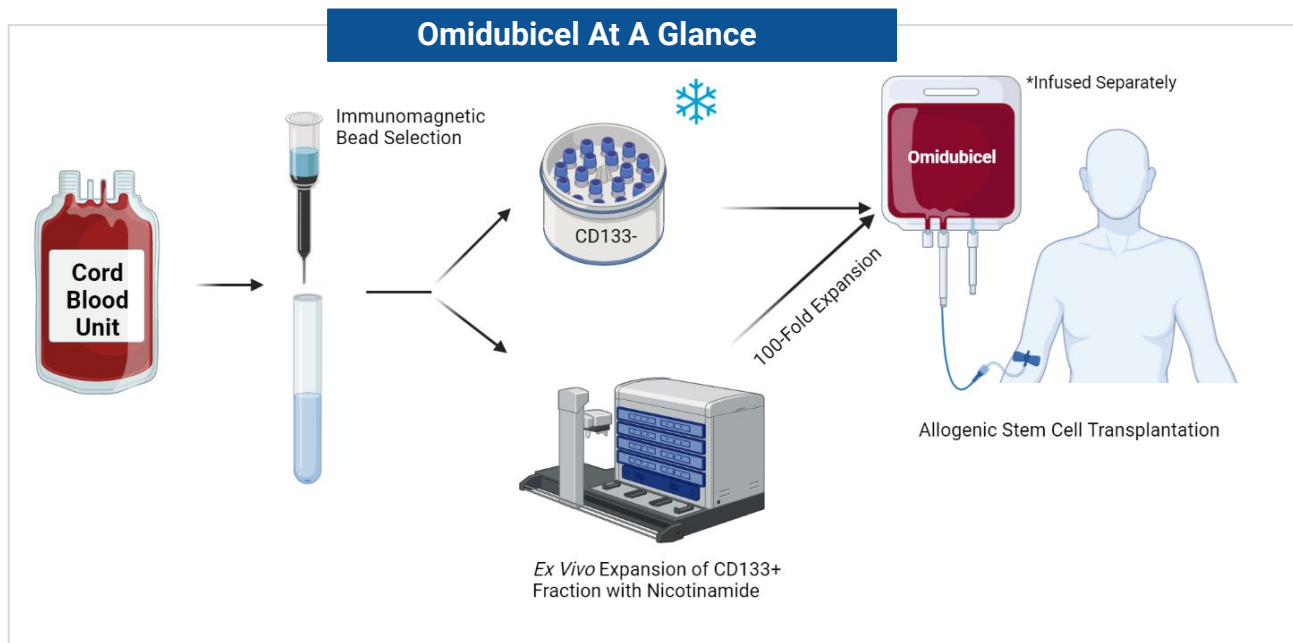 Omidubicel At A Glance
Immunomagnetic
Bead Selection
*Infused Separately
Cord
Blood
Unit
CD133-
Omidubicel
100-Fold Expansion
Allogenic Stem Cell Transplantation
Ex Vivo Expansion of CD133+
Fraction with Nicotinamide